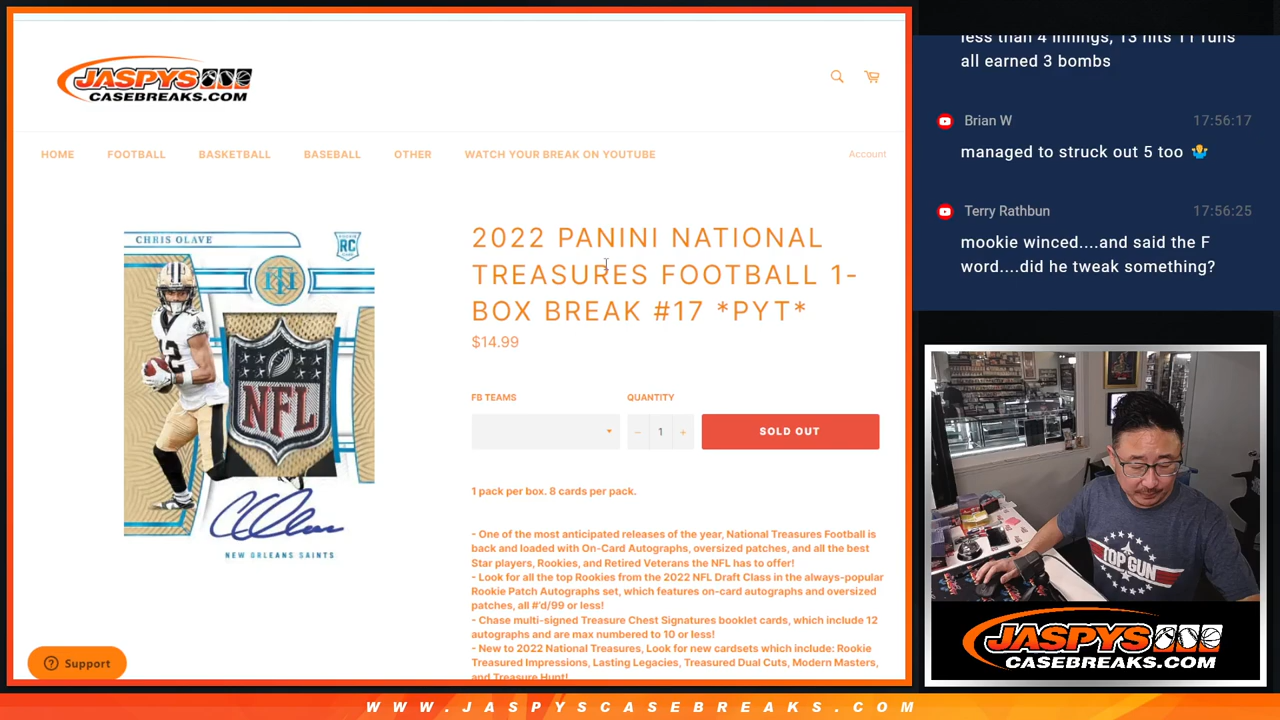 JASPYS
CASEBREAKS.COM
HOME FOOTBALL BASKETBALL BASEBALL OTHER WATCH YOUR BREAK ON YOUTUBE Account
CHRIS OLAVE
RC
NFL
NEW ORLEANS SAINTS
2022 PANINI NATIONAL
TREASURES FOOTBALL 1-
BOX BREAK #17 *PYT*
$14.99
FB TEAMS QUANTITY
− 1 + SOLD OUT
1 pack per box. 8 cards per pack.
- One of the most anticipated releases of the year, National Treasures Football is
back and loaded with On-Card Autographs, oversized patches, and all the best
Star players, Rookies, and Retired Veterans the NFL has to offer!
- Look for all the top Rookies from the 2022 NFL Draft Class in the always-popular
Rookie Patch Autographs set, which features on-card autographs and oversized
patches, all #'d/99 or less!
- Chase multi-signed Treasure Chest Signatures booklet cards, which include 12
autographs and are max numbered to 10 or less!
- New to 2022 National Treasures, Look for new cardsets which include: Rookie
Treasured Impressions, Lasting Legacies, Treasured Dual Cuts, Modern Masters,
and Treasure Hunt!
Support
less than 4 innings, 13 hits 11 runs
all earned 3 bombs
Brian W 17:56:17
managed to struck out 5 too 🤷‍♂️
Terry Rathbun 17:56:25
mookie winced....and said the F
word....did he tweak something?
TOP GUN
JASPYS
CASEBREAKS.COM
WWW.JASPYSCASEBREAKS.COM